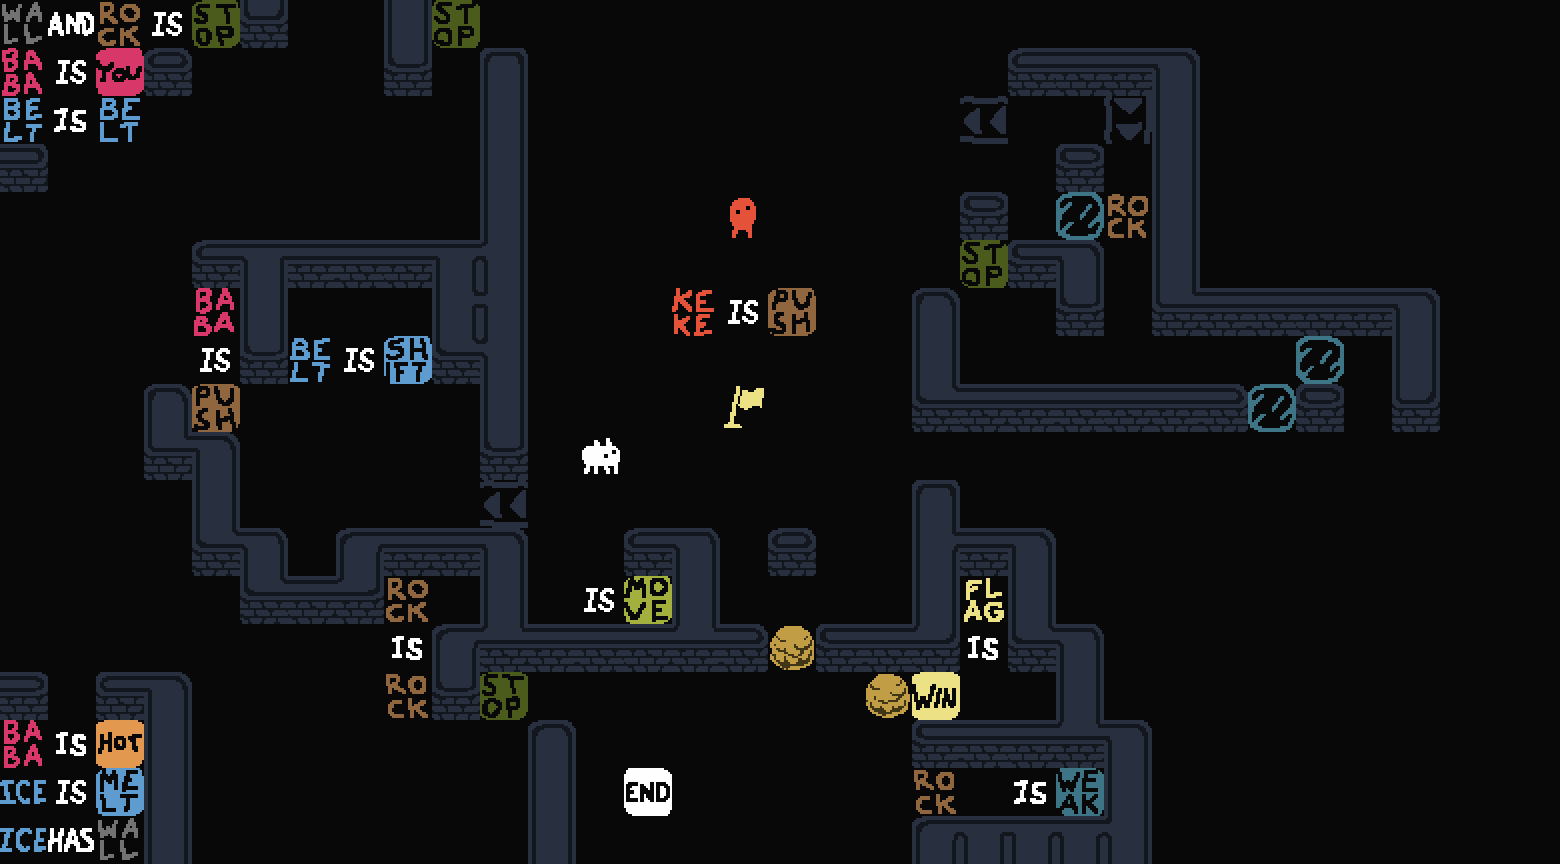 WALL AND ROCK IS STOP STOP
BABA IS YOU
BELT IS BELT
ROCK
STOP
BABA
IS
PUSH
KEKE IS PUSH
BELT IS SHIFT
IS MOVE
ROCK
IS
ROCK
STOP
FLAG
IS
WIN
BABA IS HOT
ICE IS MELT
ICE HAS WALL
END
ROCK IS WEAK